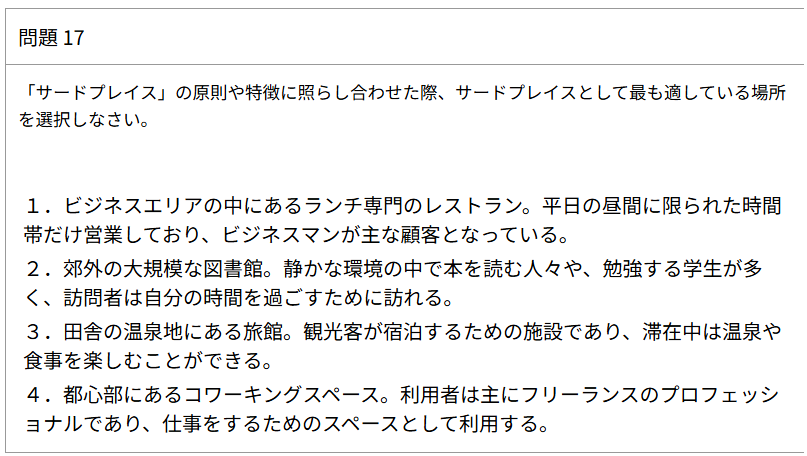 問題 17
「サードプレイス」の原則や特徴に照らし合わせた際、サードプレイスとして最も適している場所
を選択しなさい。
１．ビジネスエリアの中にあるランチ専門のレストラン。平日の昼間に限られた時間
帯だけ営業しており、ビジネスマンが主な顧客となっている。
２．郊外の大規模な図書館。静かな環境の中で本を読む人々や、勉強する学生が多
く、訪問者は自分の時間を過ごすために訪れる。
３．田舎の温泉地にある旅館。観光客が宿泊するための施設であり、滞在中は温泉や
食事を楽しむことができる。
４．都心部にあるコワーキングスペース。利用者は主にフリーランスのプロフェッシ
ョナルであり、仕事をするためのスペースとして利用する。